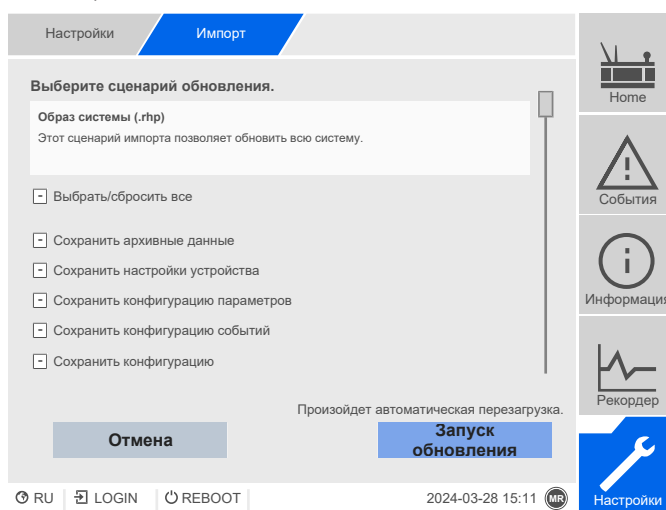 Настройки
Импорт
Выберите сценарий обновления.
Образ системы (.rhp)
Этот сценарий импорта позволяет обновить всю систему.
Выбрать/сбросить все
Сохранить архивные данные
Сохранить настройки устройства
Сохранить конфигурацию параметров
Сохранить конфигурацию событий
Сохранить конфигурацию
Произойдет автоматическая перезагрузка.
Отмена
Запуск
обновления
RU
LOGIN
REBOOT
2024-03-28 15:11
MR
Home
События
Информация
Рекордер
Настройки